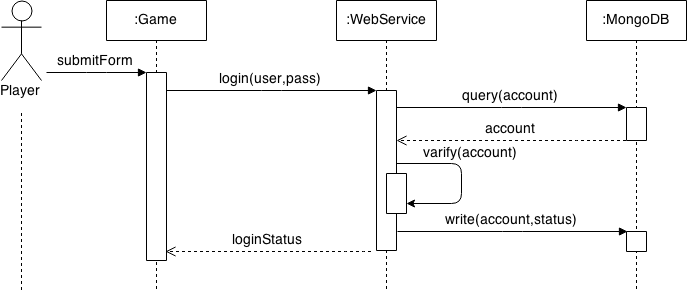 :Game
:WebService
:MongoDB
submitForm
Player
login(user,pass)
query(account)
account
varify(account)
write(account,status)
loginStatus